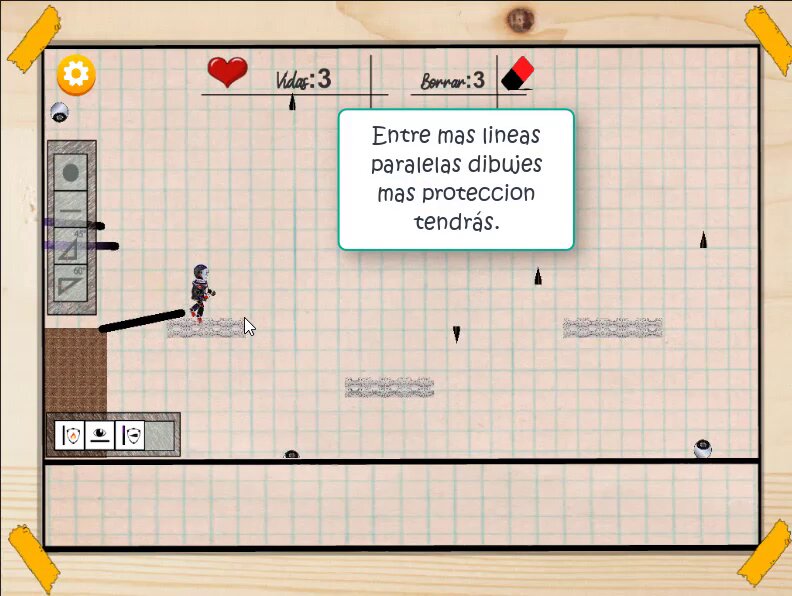 Vidas:3
Borrar:3
Entre mas lineas
paralelas dibujes
mas proteccion
tendrás.
45°
60°